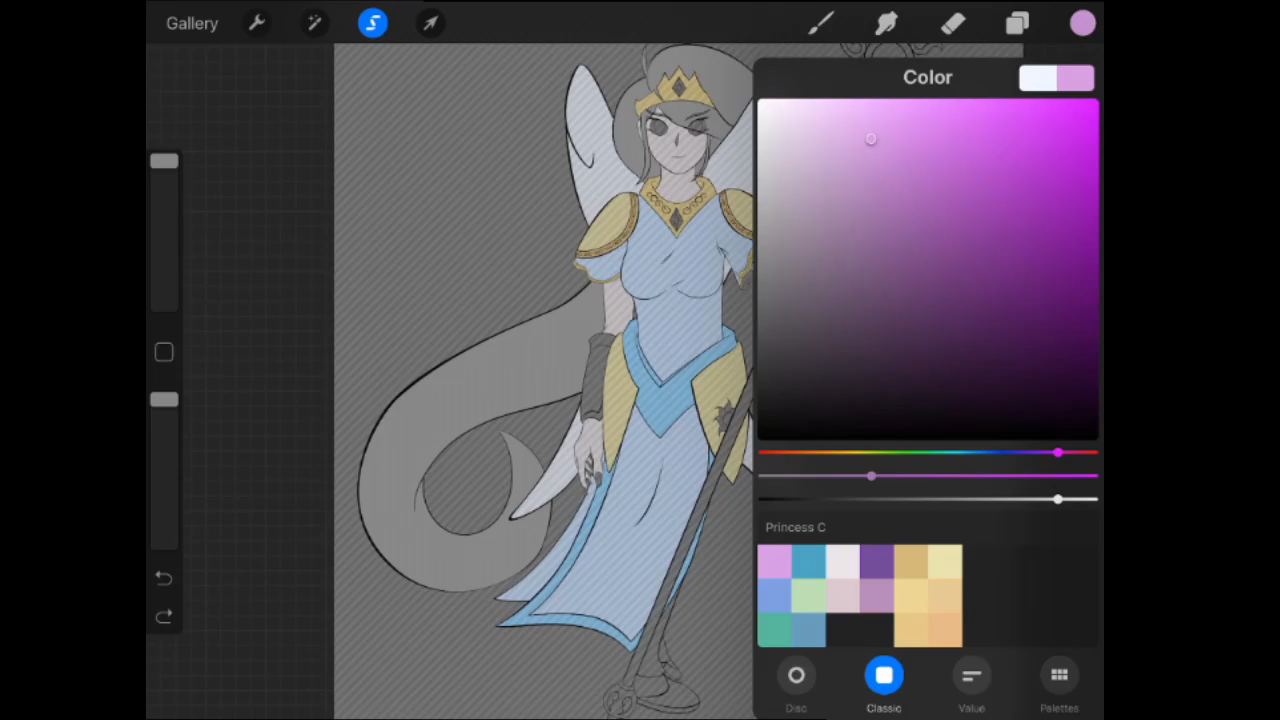 Gallery
Color
Princess C
Disc
Classic
Value
Palettes